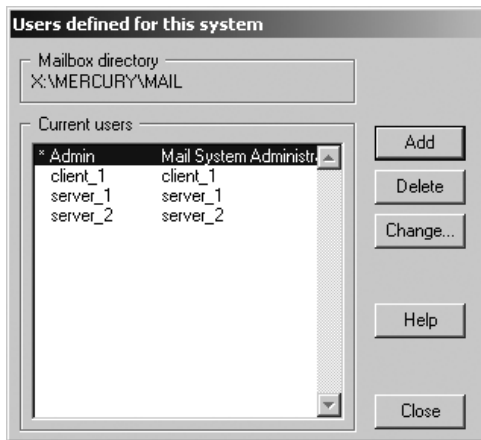 Users defined for this system
Mailbox directory
X:\MERCURY\MAIL
Current users
* Admin Mail System Administr
client_1 client_1
server_1 server_1
server_2 server_2
Add
Delete
Change...
Help
Close